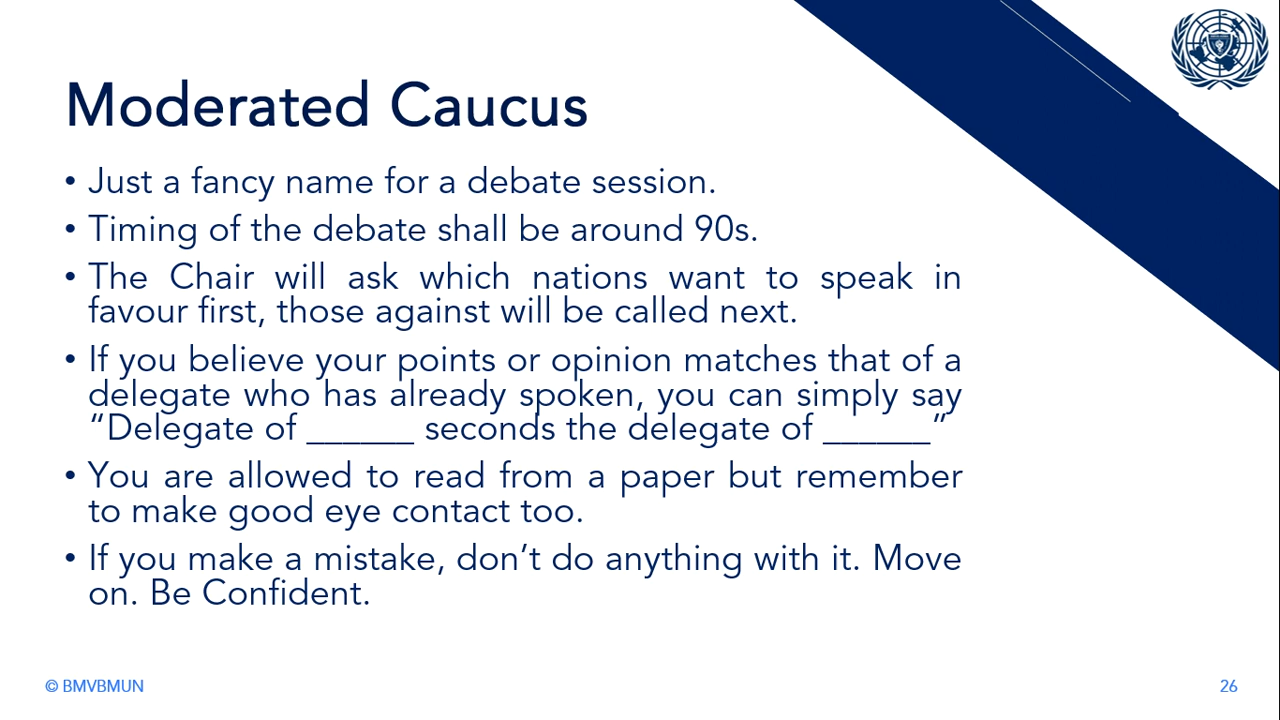 Moderated Caucus
• Just a fancy name for a debate session.
• Timing of the debate shall be around 90s.
• The Chair will ask which nations want to speak in
favour first, those against will be called next.
• If you believe your points or opinion matches that of a
delegate who has already spoken, you can simply say
“Delegate of ______ seconds the delegate of ______”
• You are allowed to read from a paper but remember
to make good eye contact too.
• If you make a mistake, don’t do anything with it. Move
on. Be Confident.
© BMVBMUN
26